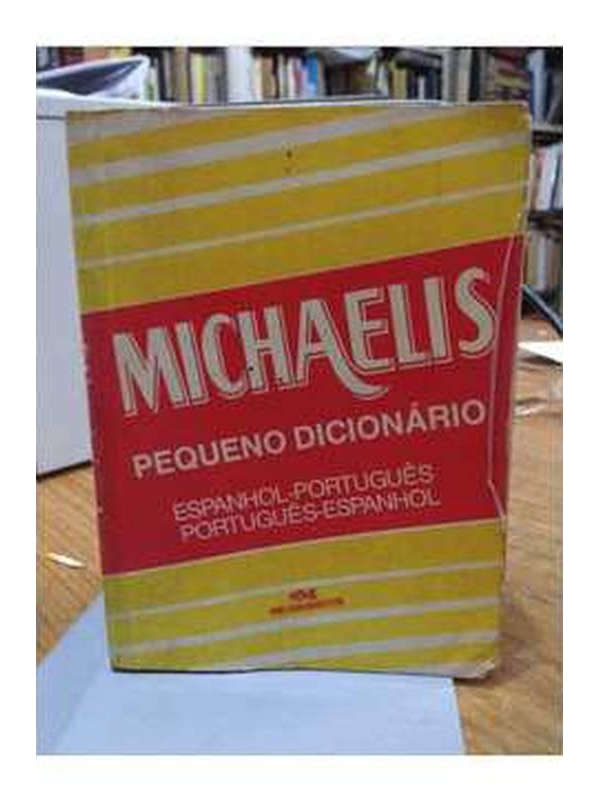 MICHAELIS
PEQUENO DICIONÁRIO
ESPANHOL-PORTUGUÊS
PORTUGUÊS-ESPANHOL